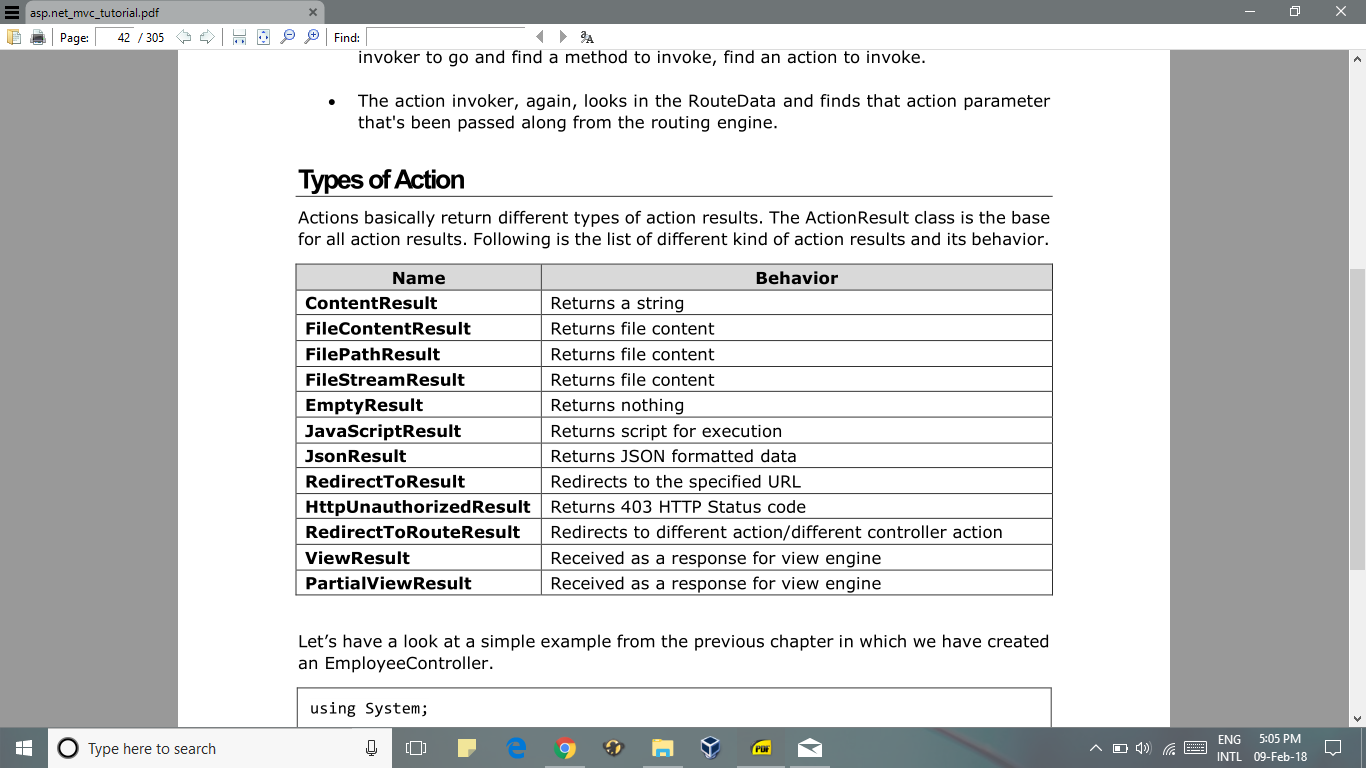 asp.net_mvc_tutorial.pdf
Page: 42 / 305 Find:
invoker to go and find a method to invoke, find an action to invoke.
• The action invoker, again, looks in the RouteData and finds that action parameter
that's been passed along from the routing engine.
Types of Action
Actions basically return different types of action results. The ActionResult class is the base
for all action results. Following is the list of different kind of action results and its behavior.
Name Behavior
ContentResult Returns a string
FileContentResult Returns file content
FilePathResult Returns file content
FileStreamResult Returns file content
EmptyResult Returns nothing
JavaScriptResult Returns script for execution
JsonResult Returns JSON formatted data
RedirectToResult Redirects to the specified URL
HttpUnauthorizedResult Returns 403 HTTP Status code
RedirectToRouteResult Redirects to different action/different controller action
ViewResult Received as a response for view engine
PartialViewResult Received as a response for view engine
Let’s have a look at a simple example from the previous chapter in which we have created
an EmployeeController.
using System;
Type here to search
PDF
ENG 5:05 PM
INTL 09-Feb-18